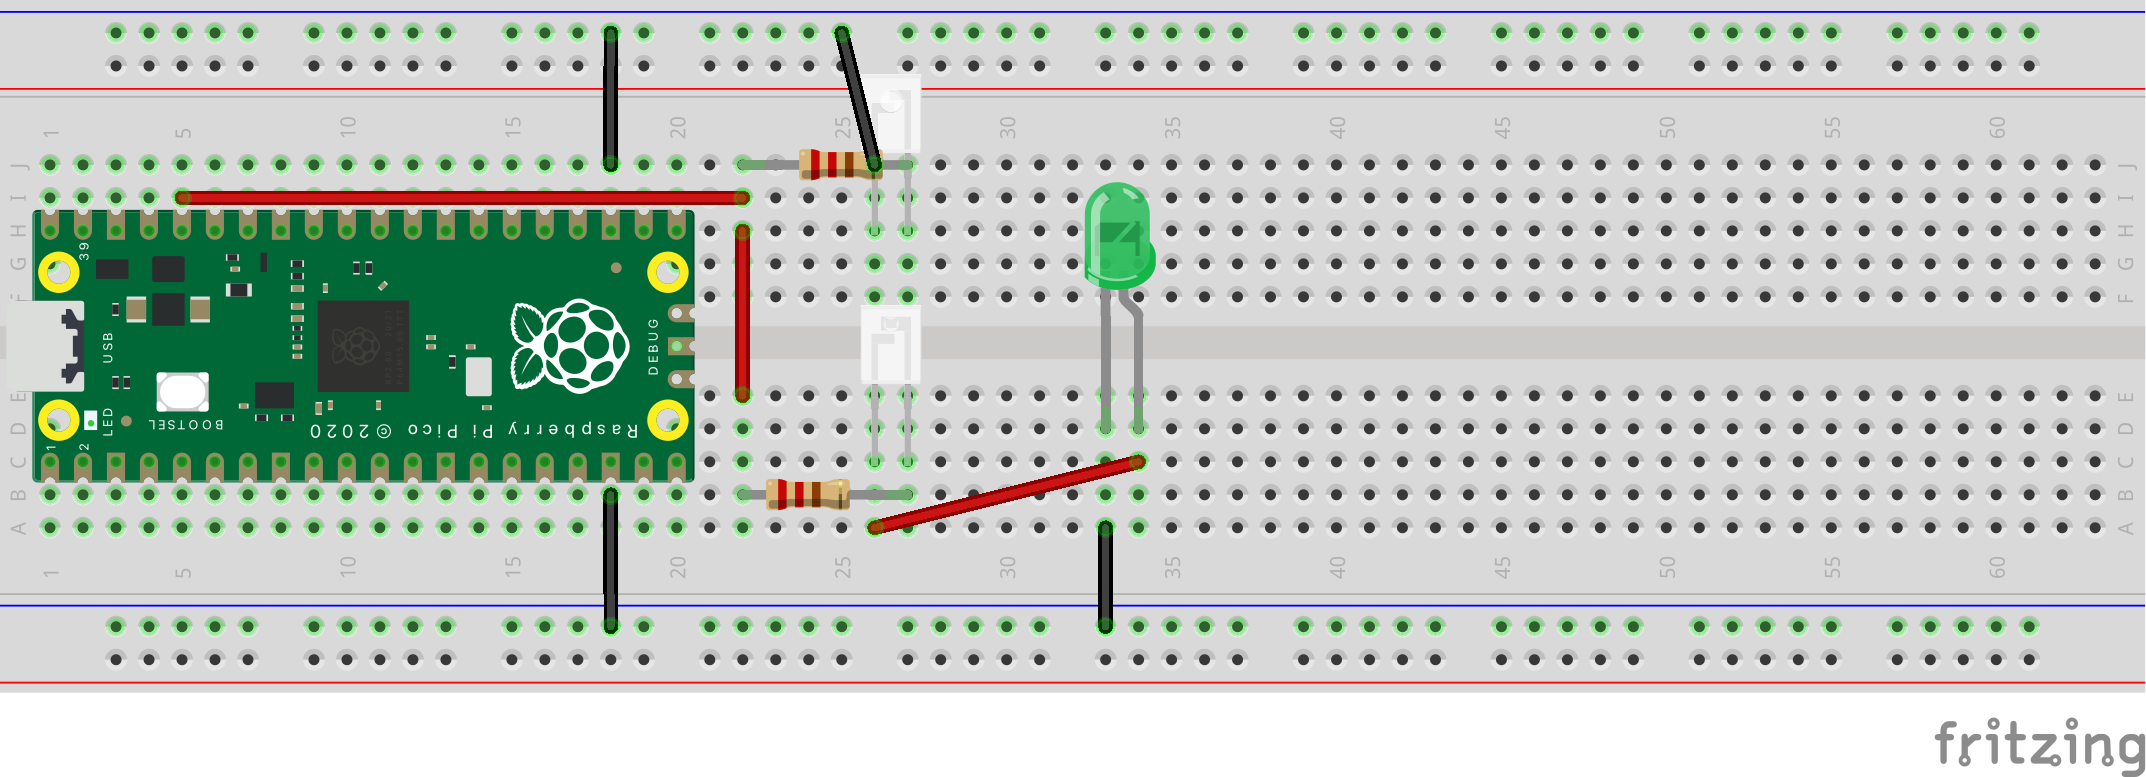 1 5 10 15 20 25 30 35 40 45 50 55 60
J J
I I
H H
G G
F F
E E
D D
C C
B B
A A
39
USB
DEBUG
BOOTSEL
LED
1 2
Raspberry Pi Pico © 2020
1 5 10 15 20 25 30 35 40 45 50 55 60
fritzing